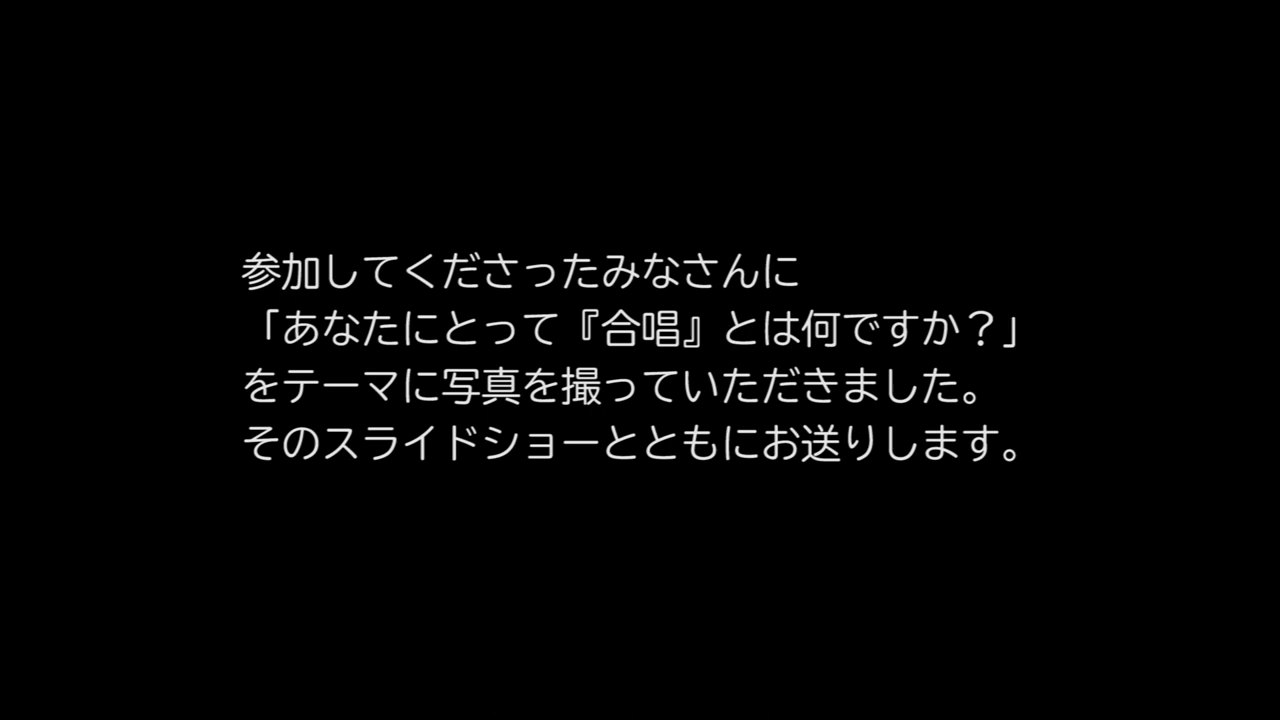 参加してくださったみなさんに
「あなたにとって『合唱』とは何ですか？」
をテーマに写真を撮っていただきました。
そのスライドショーとともにお送りします。